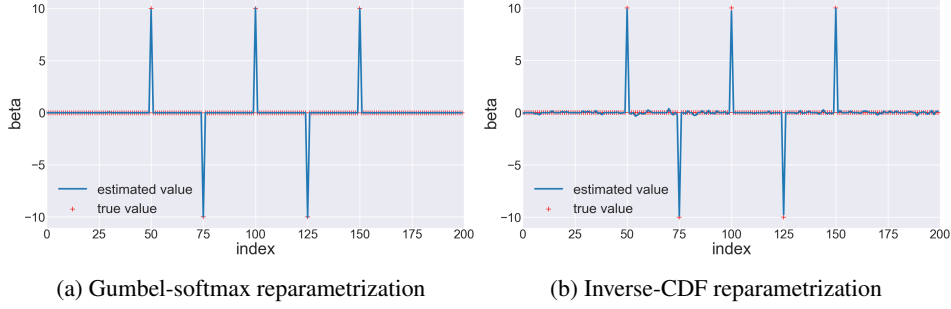 10
5
0
−5
−10
beta
estimated value
true value
0 25 50 75 100 125 150 175 200
index
(a) Gumbel-softmax reparametrization
10
5
0
−5
−10
beta
estimated value
true value
0 25 50 75 100 125 150 175 200
index
(b) Inverse-CDF reparametrization